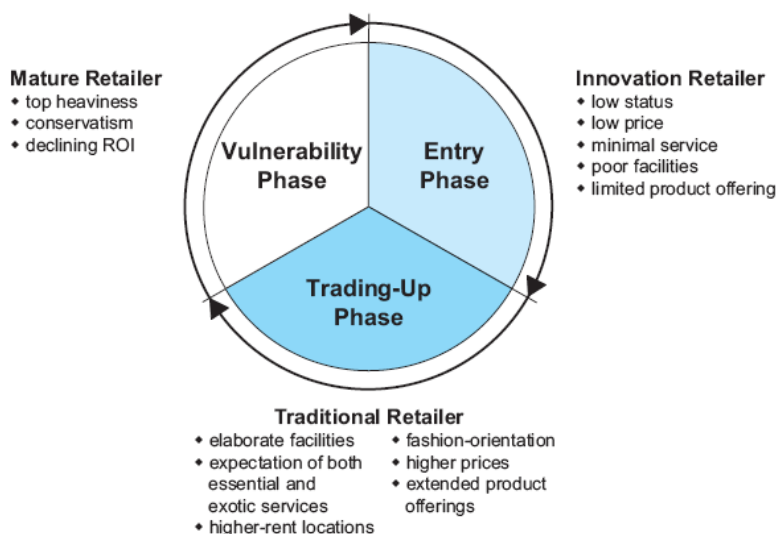 Mature Retailer
◆ top heaviness
◆ conservatism
◆ declining ROI
Innovation Retailer
◆ low status
◆ low price
◆ minimal service
◆ poor facilities
◆ limited product offering
Vulnerability
Phase
Entry
Phase
Trading-Up
Phase
Traditional Retailer
◆ elaborate facilities
◆ expectation of both
essential and
exotic services
◆ higher-rent locations
◆ fashion-orientation
◆ higher prices
◆ extended product
offerings